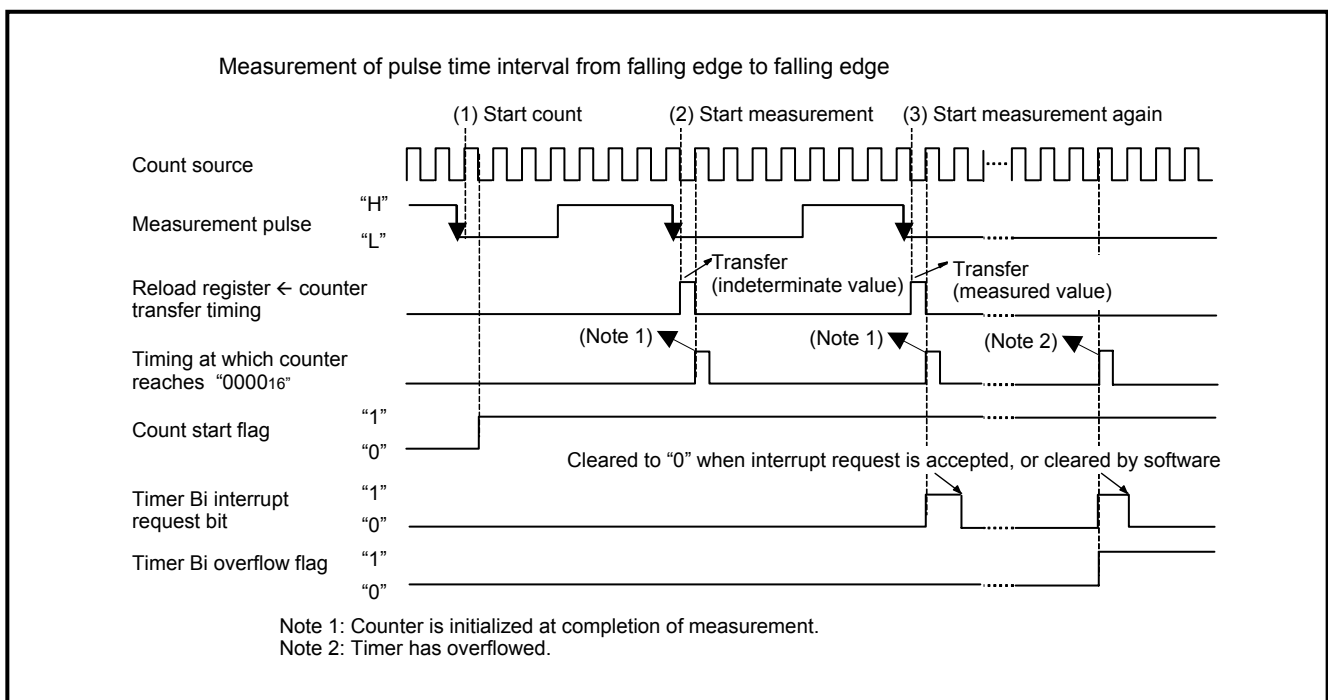 Measurement of pulse time interval from falling edge to falling edge
(1) Start count
(2) Start measurement
(3) Start measurement again
Count source
Measurement pulse
“H”
“L”
Reload register ← counter
transfer timing
Transfer
(indeterminate value)
Transfer
(measured value)
Timing at which counter
reaches “000016”
(Note 1)
(Note 1)
(Note 2)
Count start flag
“1”
“0”
Cleared to “0” when interrupt request is accepted, or cleared by software
Timer Bi interrupt
request bit
“1”
“0”
Timer Bi overflow flag
“1”
“0”
Note 1: Counter is initialized at completion of measurement.
Note 2: Timer has overflowed.